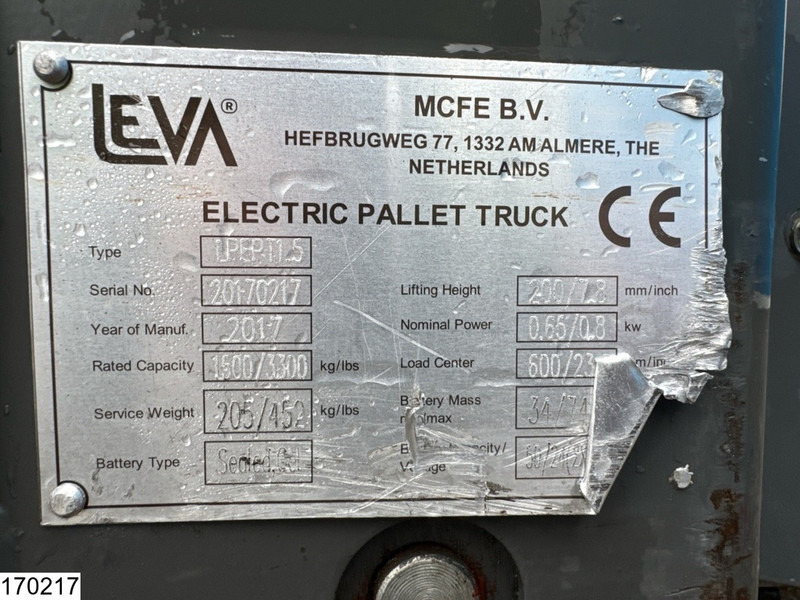 LEVA®
MCFE B.V.
HEFBRUGWEG 77, 1332 AM ALMERE, THE
NETHERLANDS
ELECTRIC PALLET TRUCK CE
Type LPEPT1.5
Serial No. 20170217
Year of Manuf. 2017
Rated Capacity 1500/3300 kg/lbs
Service Weight 205/452 kg/lbs
Battery Type Sealed Gel
Lifting Height 200/7.8 mm/inch
Nominal Power 0.65/0.8 kw
Load Center 600/23
Battery Mass 34/74
170217